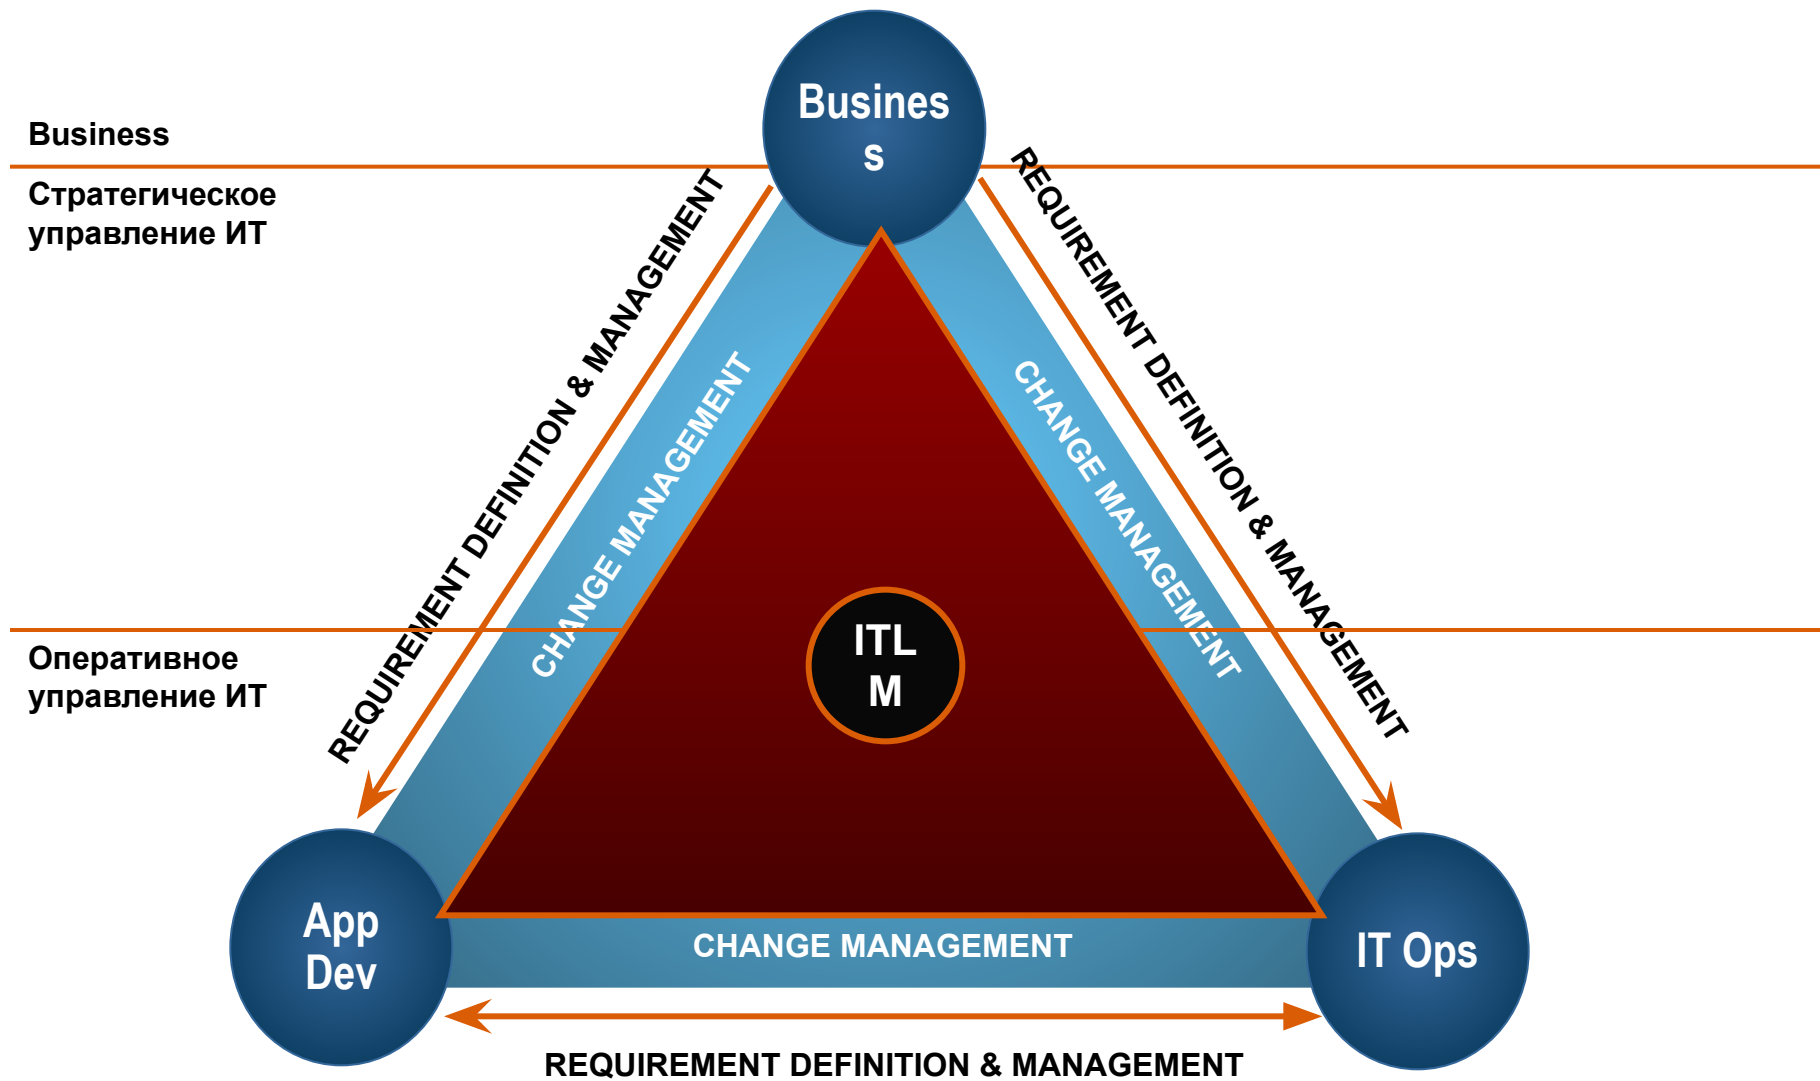 Busines
s
Business
Стратегическое
управление ИТ
REQUIREMENT DEFINITION & MANAGEMENT
REQUIREMENT DEFINITION & MANAGEMENT
CHANGE MANAGEMENT
CHANGE MANAGEMENT
Оперативное
управление ИТ
ITL
M
App
Dev
CHANGE MANAGEMENT
IT Ops
REQUIREMENT DEFINITION & MANAGEMENT